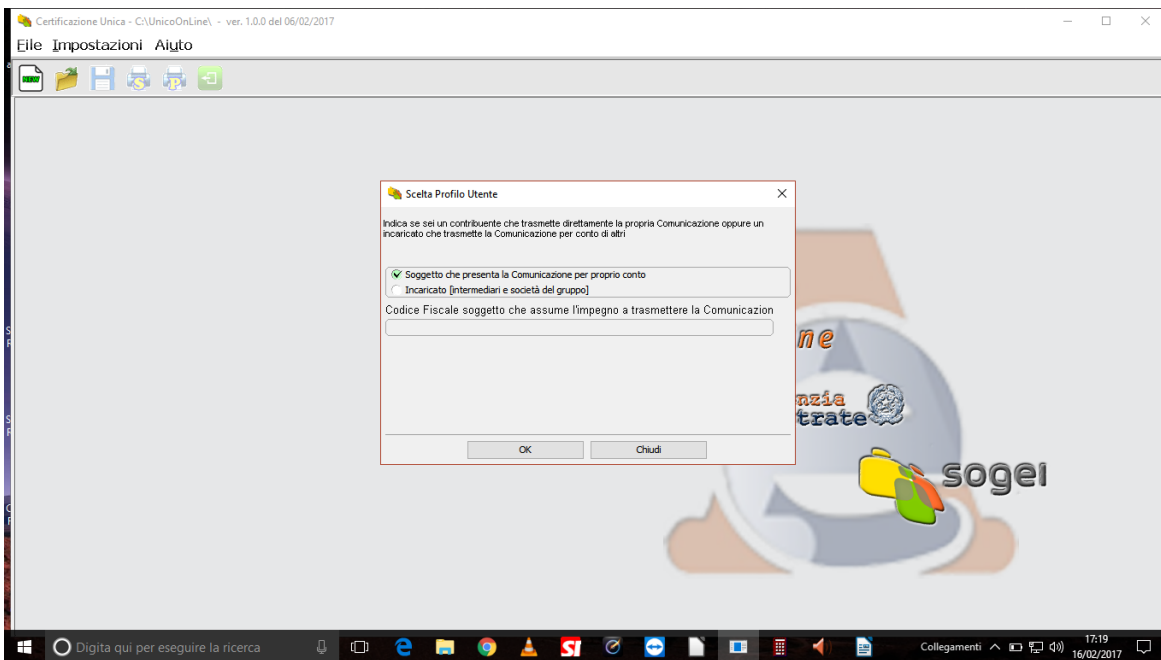 Certificazione Unica - C:\UnicoOnLine\ - ver. 1.0.0 del 06/02/2017
File Impostazioni Aiuto
NEW
S
P
Scelta Profilo Utente
Indica se sei un contribuente che trasmette direttamente la propria Comunicazione oppure un
incaricato che trasmette la Comunicazione per conto di altri
Soggetto che presenta la Comunicazione per proprio conto
Incaricato [intermediari e società del gruppo]
Codice Fiscale soggetto che assume l'impegno a trasmettere la Comunicazion
ne
nzia
trate
OK Chiudi
sogei
Digita qui per eseguire la ricerca
Collegamenti
17:19
16/02/2017